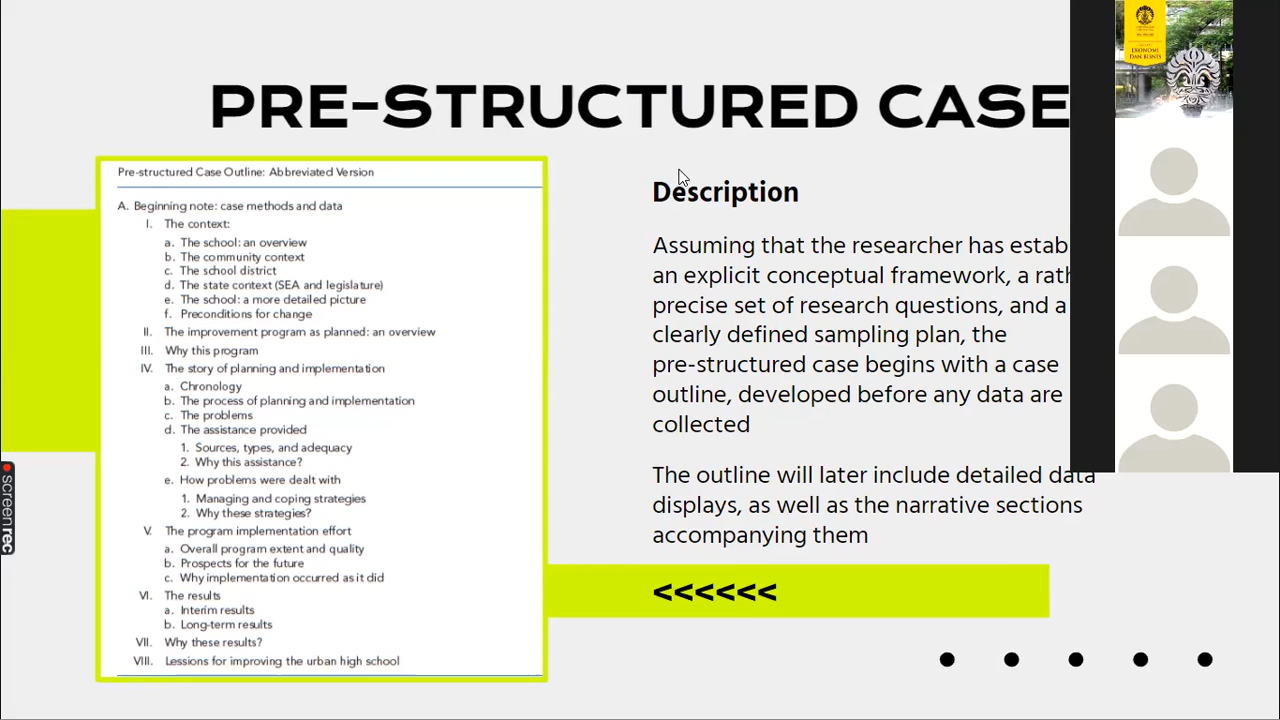 PRE-STRUCTURED CASE
Pre-structured Case Outline: Abbreviated Version
A. Beginning note: case methods and data
I. The context:
a. The school: an overview
b. The community context
c. The school district
d. The state context (SEA and legislature)
e. The school: a more detailed picture
f. Preconditions for change
II. The improvement program as planned: an overview
III. Why this program
IV. The story of planning and implementation
a. Chronology
b. The process of planning and implementation
c. The problems
d. The assistance provided
1. Sources, types, and adequacy
2. Why this assistance?
e. How problems were dealt with
1. Managing and coping strategies
2. Why these strategies?
V. The program implementation effort
a. Overall program extent and quality
b. Prospects for the future
c. Why implementation occurred as it did
VI. The results
a. Interim results
b. Long-term results
VII. Why these results?
VIII. Lessions for improving the urban high school
Description
Assuming that the researcher has estab
an explicit conceptual framework, a rath
precise set of research questions, and a
clearly defined sampling plan, the
pre-structured case begins with a case
outline, developed before any data are
collected
The outline will later include detailed data
displays, as well as the narrative sections
accompanying them
<<<<<<
EKONOMI
DAN BISNIS
screenrec